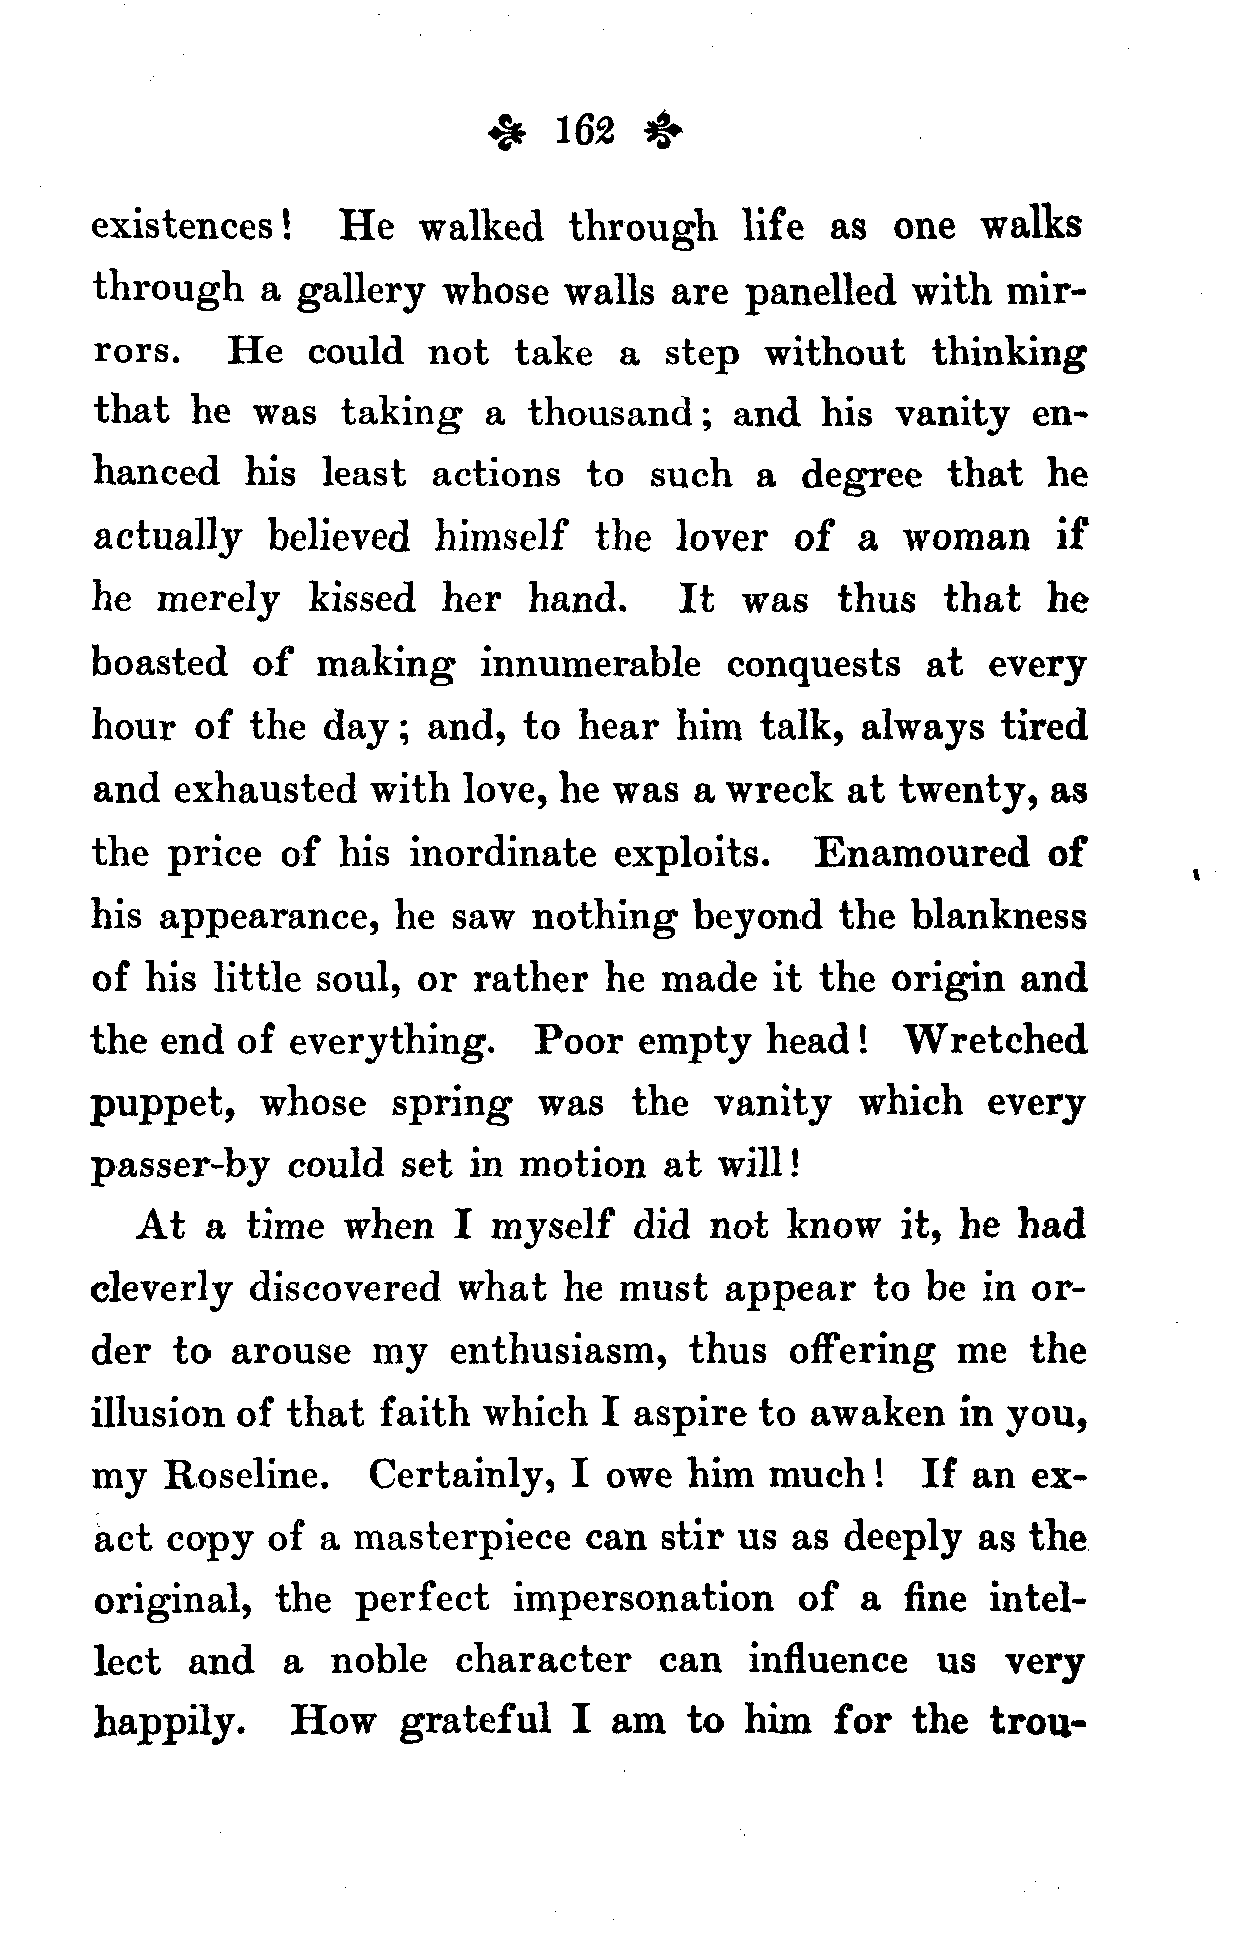 162
existences! He walked through life as one walks
through a gallery whose walls are panelled with mir-
rors. He could not take a step without thinking
that he was taking a thousand; and his vanity en-
hanced his least actions to such a degree that he
actually believed himself the lover of a woman if
he merely kissed her hand. It was thus that he
boasted of making innumerable conquests at every
hour of the day; and, to hear him talk, always tired
and exhausted with love, he was a wreck at twenty, as
the price of his inordinate exploits. Enamoured of
his appearance, he saw nothing beyond the blankness
of his little soul, or rather he made it the origin and
the end of everything. Poor empty head! Wretched
puppet, whose spring was the vanity which every
passer-by could set in motion at will!
At a time when I myself did not know it, he had
cleverly discovered what he must appear to be in or-
der to arouse my enthusiasm, thus offering me the
illusion of that faith which I aspire to awaken in you,
my Roseline. Certainly, I owe him much! If an ex-
act copy of a masterpiece can stir us as deeply as the
original, the perfect impersonation of a fine intel-
lect and a noble character can influence us very
happily. How grateful I am to him for the trou-